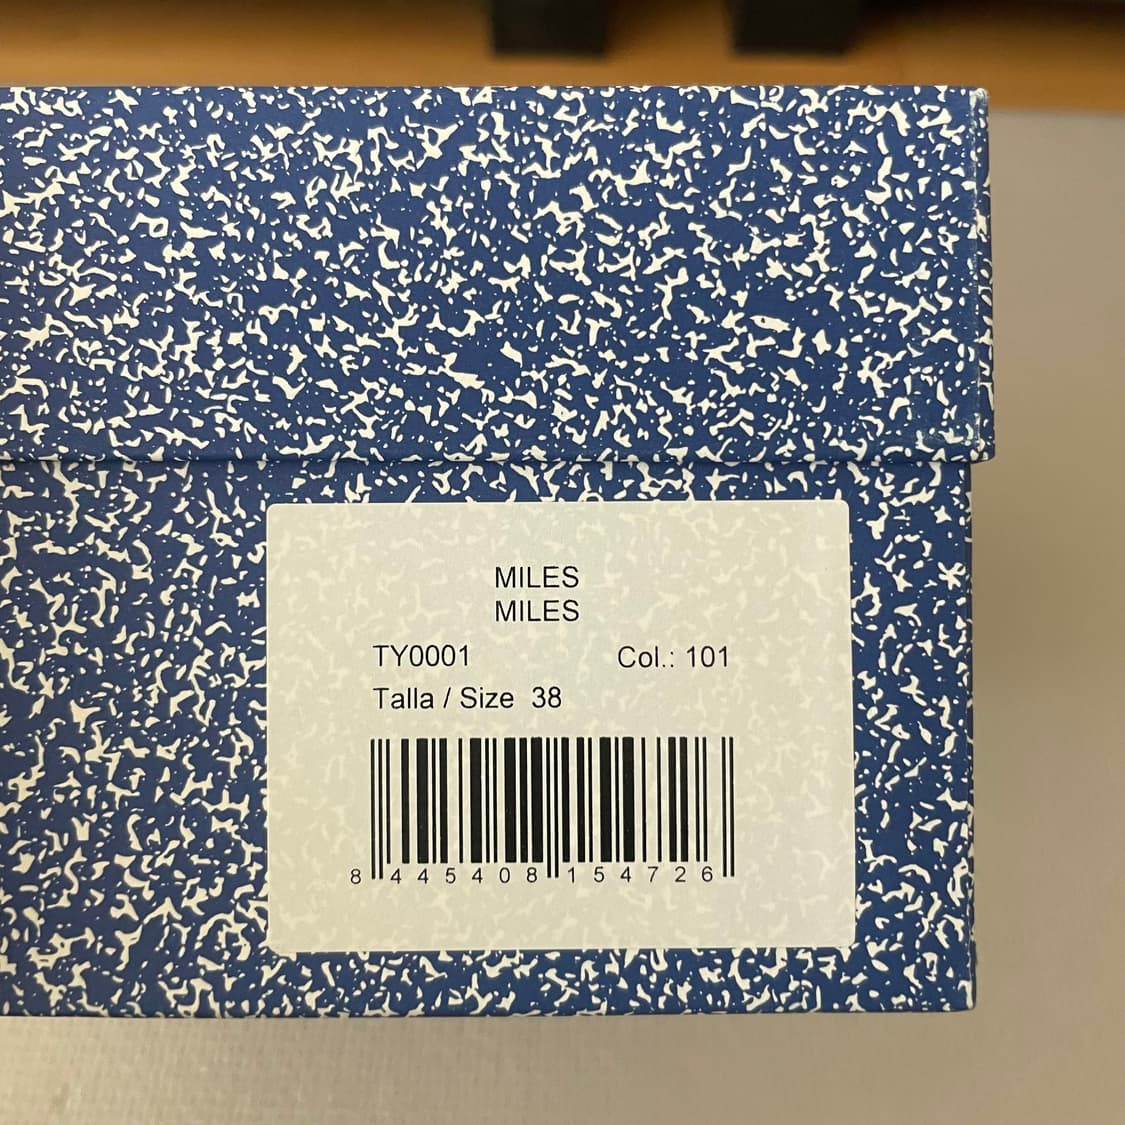 MILES
MILES
TY0001 Col.: 101
Talla / Size 38
8 445408 154726